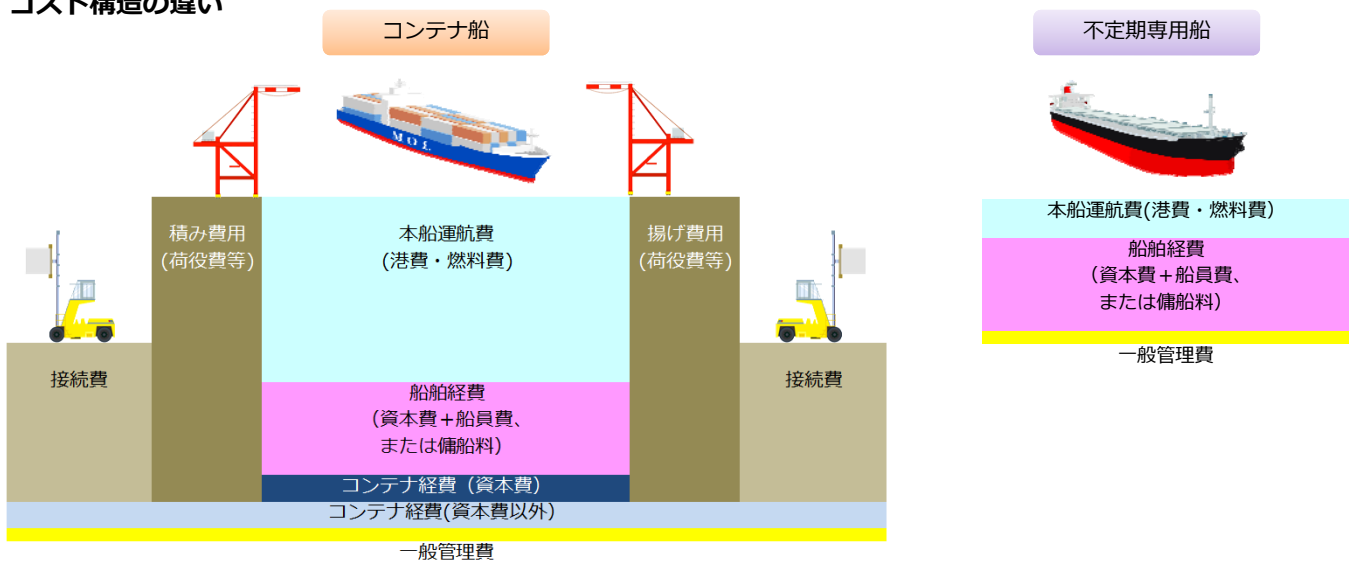 コスト構造の違い
コンテナ船
不定期専用船
MOL
積み費用
(荷役費等)
本船運航費
(港費・燃料費)
揚げ費用
(荷役費等)
接続費
接続費
船舶経費
(資本費＋船員費、
または傭船料)
コンテナ経費（資本費）
コンテナ経費(資本費以外)
一般管理費
本船運航費(港費・燃料費)
船舶経費
(資本費＋船員費、
または傭船料)
一般管理費